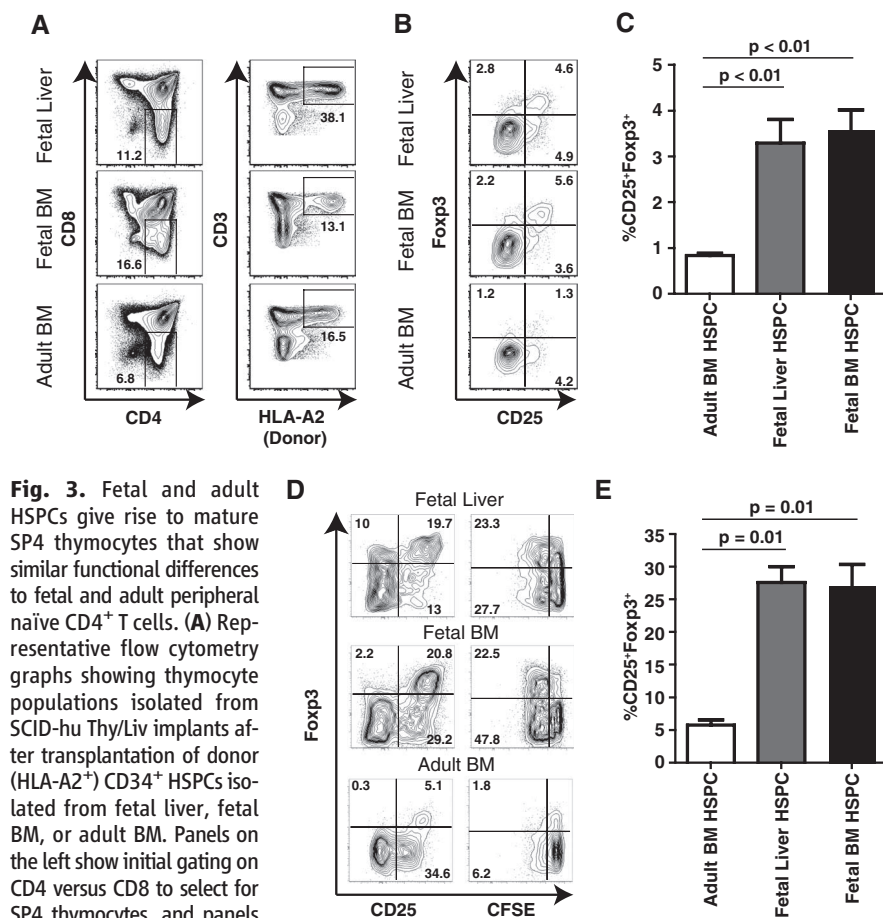 A
CD8
Fetal Liver
Fetal BM
Adult BM
11.2
16.6
6.8
CD4
CD3
38.1
13.1
16.5
HLA-A2
(Donor)
B
Foxp3
Fetal Liver
Fetal BM
Adult BM
2.8
4.6
4.9
2.2
5.6
3.6
1.2
1.3
4.2
CD25
C
p < 0.01
p < 0.01
%CD25+Foxp3+
5
4
3
2
1
0
Adult BM HSPC
Fetal Liver HSPC
Fetal BM HSPC
Fig. 3. Fetal and adult
HSPCs give rise to mature
SP4 thymocytes that show
similar functional differences
to fetal and adult peripheral
naïve CD4+ T cells. (A) Rep-
resentative flow cytometry
graphs showing thymocyte
populations isolated from
SCID-hu Thy/Liv implants af-
ter transplantation of donor
(HLA-A2+) CD34+ HSPCs iso-
lated from fetal liver, fetal
BM, or adult BM. Panels on
the left show initial gating on
CD4 versus CD8 to select for
SP4 thymocytes, and panels
D
Fetal Liver
10
19.7
13
23.3
27.7
Fetal BM
2.2
20.8
29.2
22.5
47.8
Adult BM
0.3
5.1
34.6
1.8
6.2
Foxp3
CD25
CFSE
E
p = 0.01
p = 0.01
%CD25+Foxp3+
35
30
25
20
15
10
5
0
Adult BM HSPC
Fetal Liver HSPC
Fetal BM HSPC